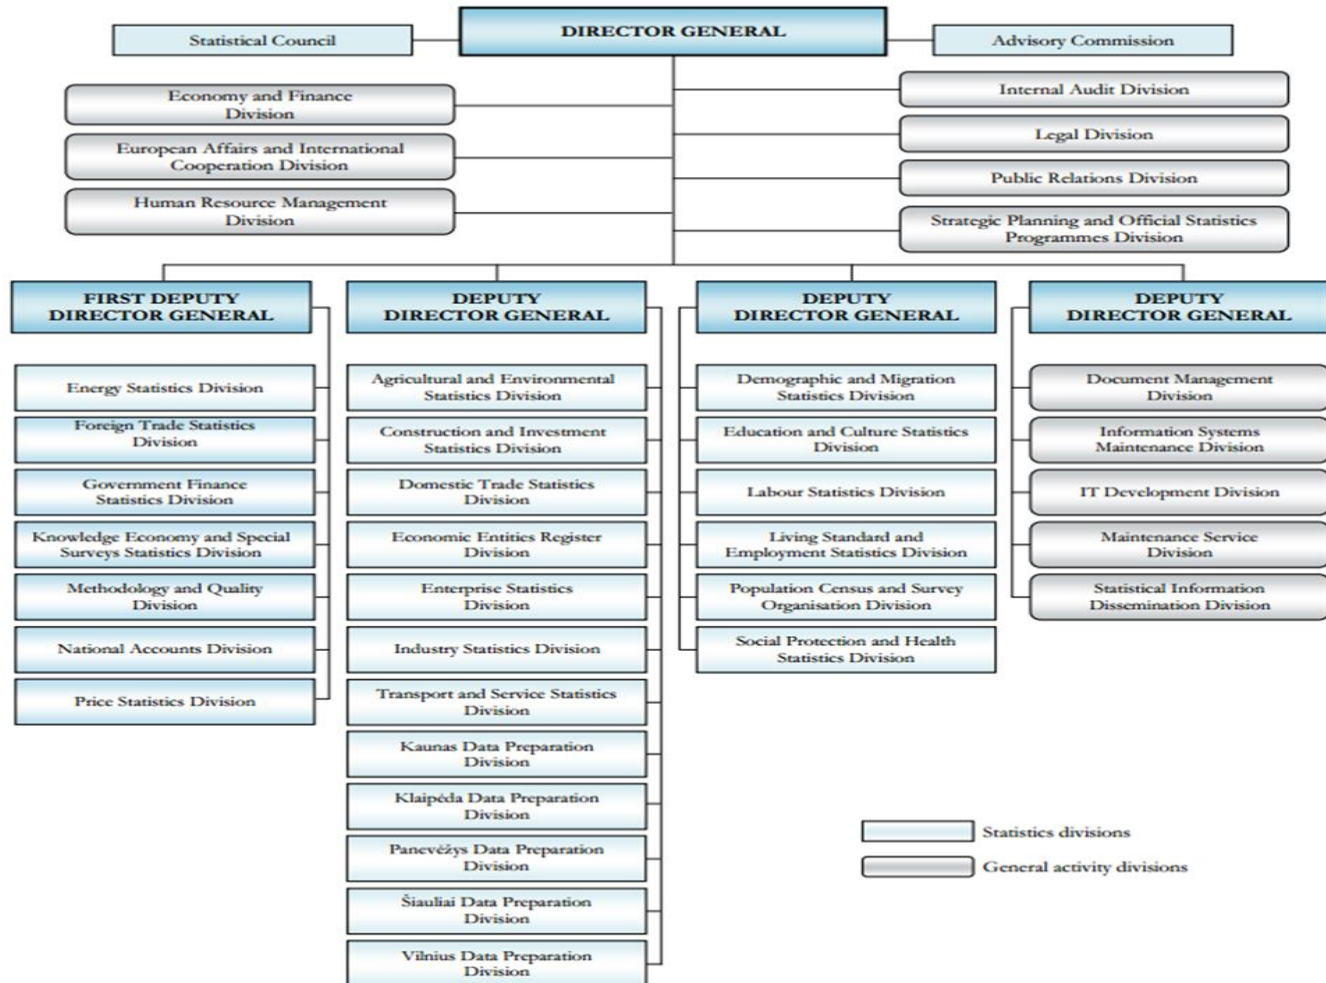 DIRECTOR GENERAL
Statistical Council
Advisory Commission
Economy and Finance
Division
European Affairs and International
Cooperation Division
Human Resource Management
Division
Internal Audit Division
Legal Division
Public Relations Division
Strategic Planning and Official Statistics
Programmes Division
FIRST DEPUTY
DIRECTOR GENERAL
Energy Statistics Division
Foreign Trade Statistics
Division
Government Finance
Statistics Division
Knowledge Economy and Special
Surveys Statistics Division
Methodology and Quality
Division
National Accounts Division
Price Statistics Division
DEPUTY
DIRECTOR GENERAL
Agricultural and Environmental
Statistics Division
Construction and Investment
Statistics Division
Domestic Trade Statistics
Division
Economic Entities Register
Division
Enterprise Statistics
Division
Industry Statistics Division
Transport and Service Statistics
Division
Kaunas Data Preparation
Division
Klaipėda Data Preparation
Division
Panevėžys Data Preparation
Division
Šiauliai Data Preparation
Division
Vilnius Data Preparation
Division
DEPUTY
DIRECTOR GENERAL
Demographic and Migration
Statistics Division
Education and Culture Statistics
Division
Labour Statistics Division
Living Standard and
Employment Statistics Division
Population Census and Survey
Organisation Division
Social Protection and Health
Statistics Division
DEPUTY
DIRECTOR GENERAL
Document Management
Division
Information Systems
Maintenance Division
IT Development Division
Maintenance Service
Division
Statistical Information
Dissemination Division
Statistics divisions
General activity divisions